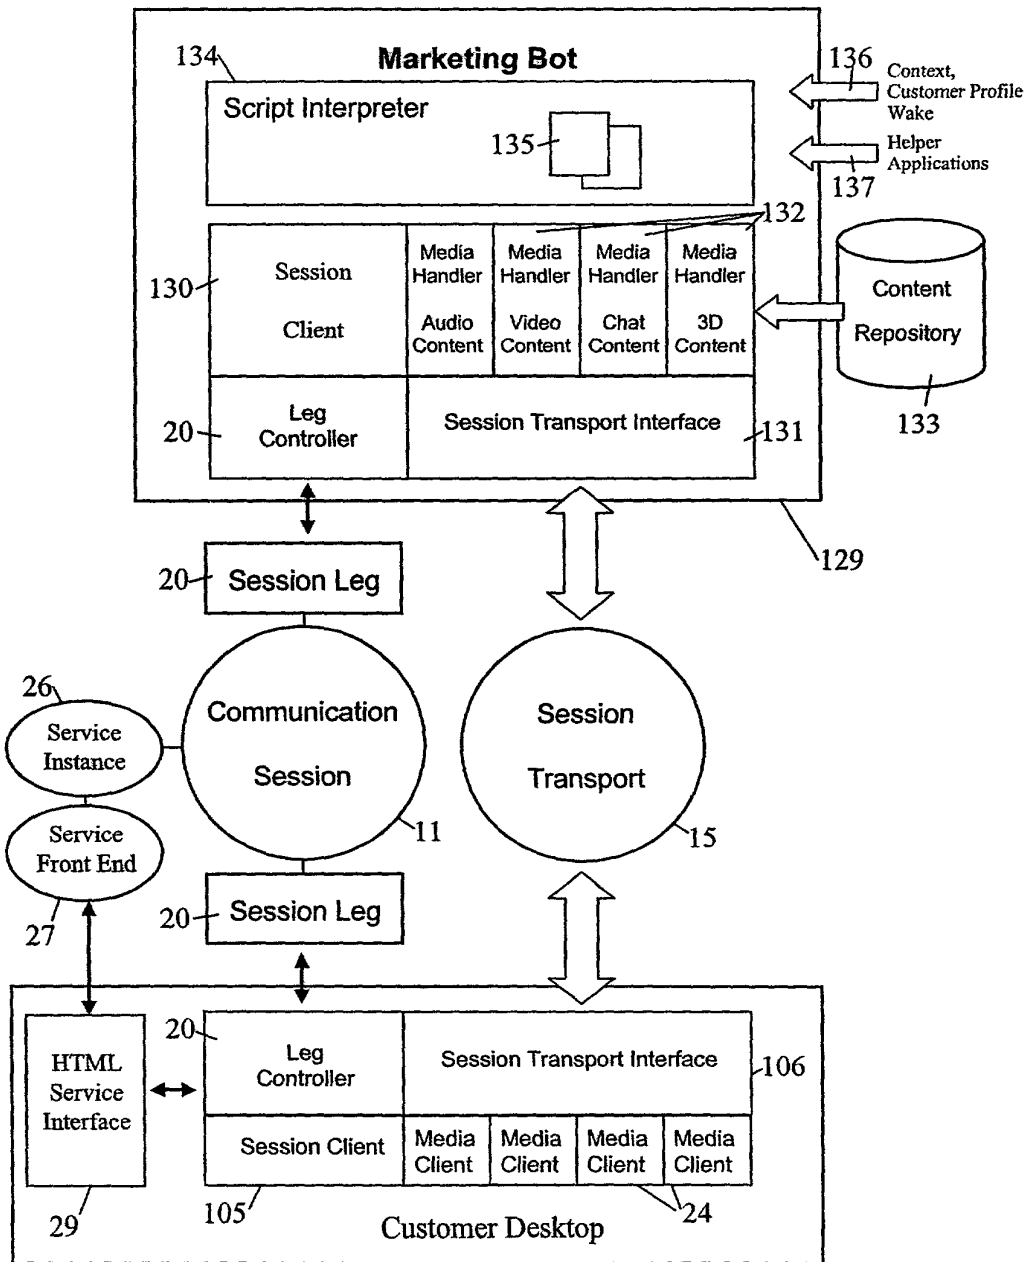 Marketing Bot
134
136
Context,
Customer Profile
Wake
Script Interpreter
135
Helper
Applications
137
132
130
Session
Client
Media
Handler
Audio
Content
Media
Handler
Video
Content
Media
Handler
Chat
Content
Media
Handler
3D
Content
Content
Repository
133
20
Leg
Controller
Session Transport Interface
131
129
20
Session Leg
26
Service
Instance
Communication
Session
11
Session
Transport
15
Service
Front End
27
20
Session Leg
HTML
Service
Interface
29
20
Leg
Controller
Session Transport Interface
106
Session Client
105
Media
Client
Media
Client
Media
Client
Media
Client
24
Customer Desktop